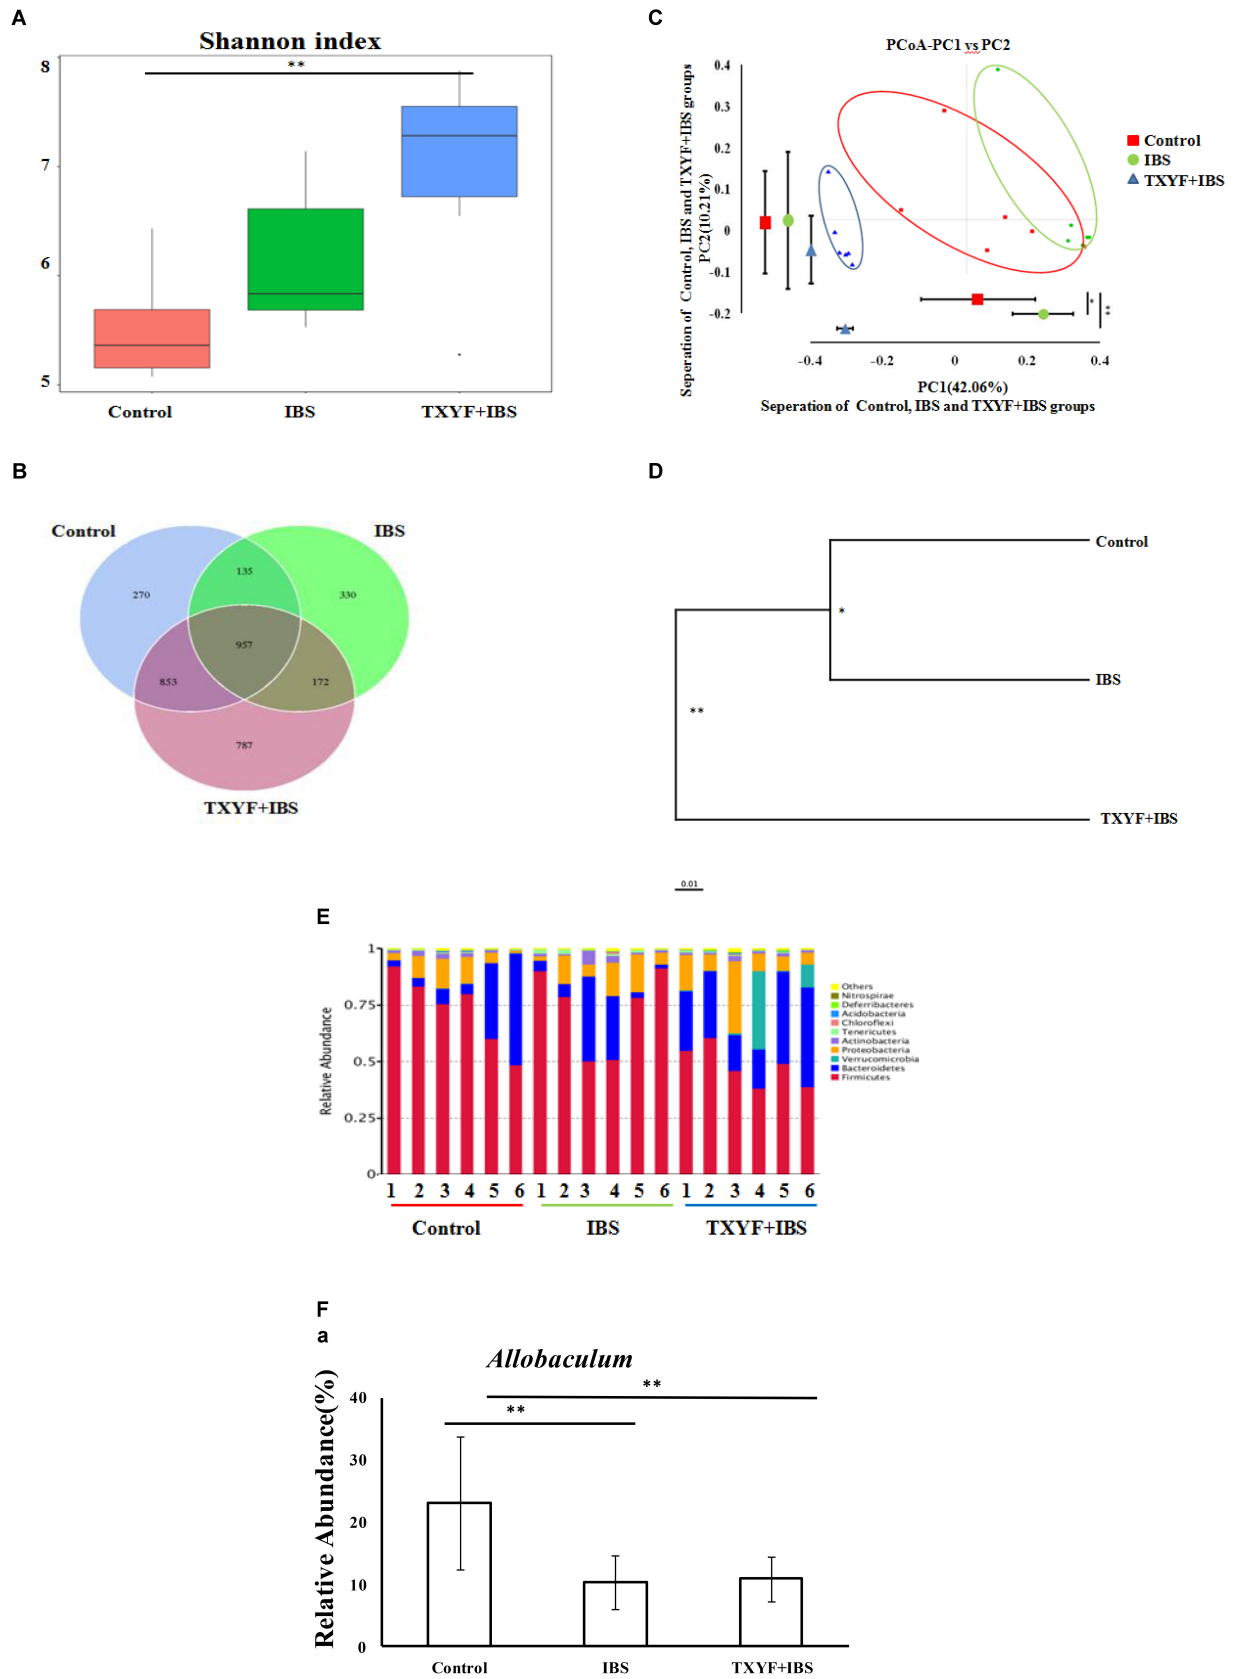 A
Shannon index
**
8
7
6
5
Control
IBS
TXYF+IBS
C
PCoA-PC1 vs PC2
Seperation of Control, IBS and TXYF+IBS groups
PC2(10.21%)
0.4
0.3
0.2
0.1
0
-0.1
-0.2
*
**
-0.4
-0.2
0
0.2
0.4
PC1(42.06%)
Seperation of Control, IBS and TXYF+IBS groups
Control
IBS
TXYF+IBS
B
Control
IBS
135
270
330
957
853
172
787
TXYF+IBS
D
Control
*
IBS
**
TXYF+IBS
0.01
E
Relative Abundance
1
0.75
0.5
0.25
0
1 2 3 4 5 6 1 2 3 4 5 6 1 2 3 4 5 6
Control
IBS
TXYF+IBS
Others
Nitrospirae
Deferribacteres
Acidobacteria
Chloroflexi
Tenericutes
Actinobacteria
Proteobacteria
Verrucomicrobia
Bacteroidetes
Firmicutes
F
a
Allobaculum
**
**
Relative Abundance(%)
40
30
20
10
0
Control
IBS
TXYF+IBS